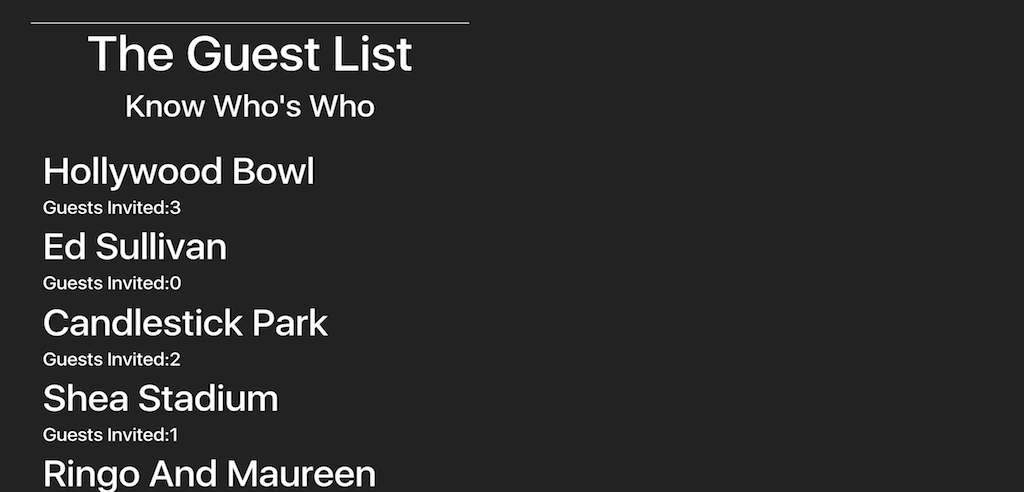 The Guest List
Know Who's Who
Hollywood Bowl
Guests Invited:3
Ed Sullivan
Guests Invited:0
Candlestick Park
Guests Invited:2
Shea Stadium
Guests Invited:1
Ringo And Maureen